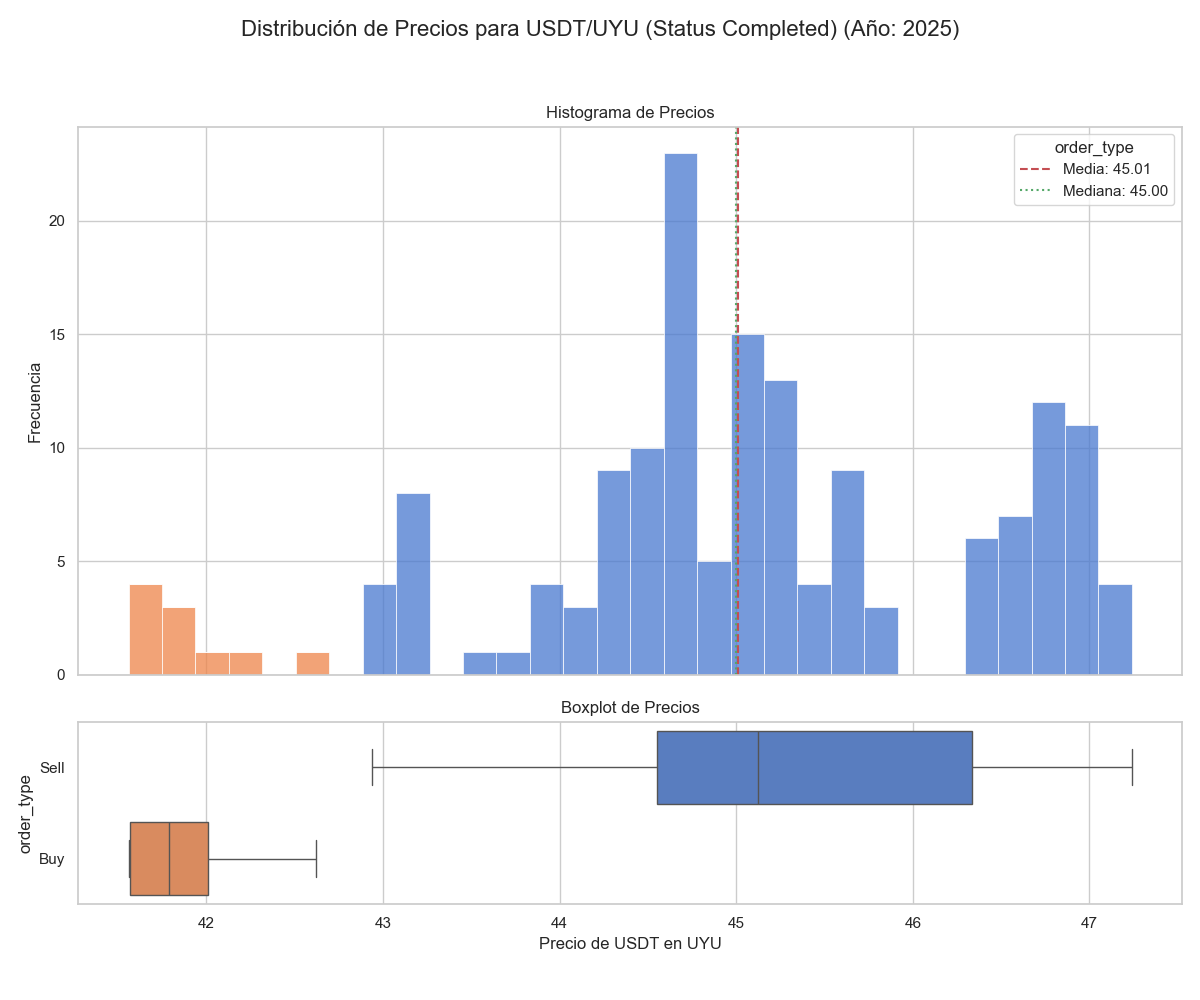 Distribución de Precios para USDT/UYU (Status Completed) (Año: 2025)
Histograma de Precios
order_type
Media: 45.01
Mediana: 45.00
Frecuencia
20
15
10
5
0
Boxplot de Precios
order_type
Sell
Buy
42 43 44 45 46 47
Precio de USDT en UYU